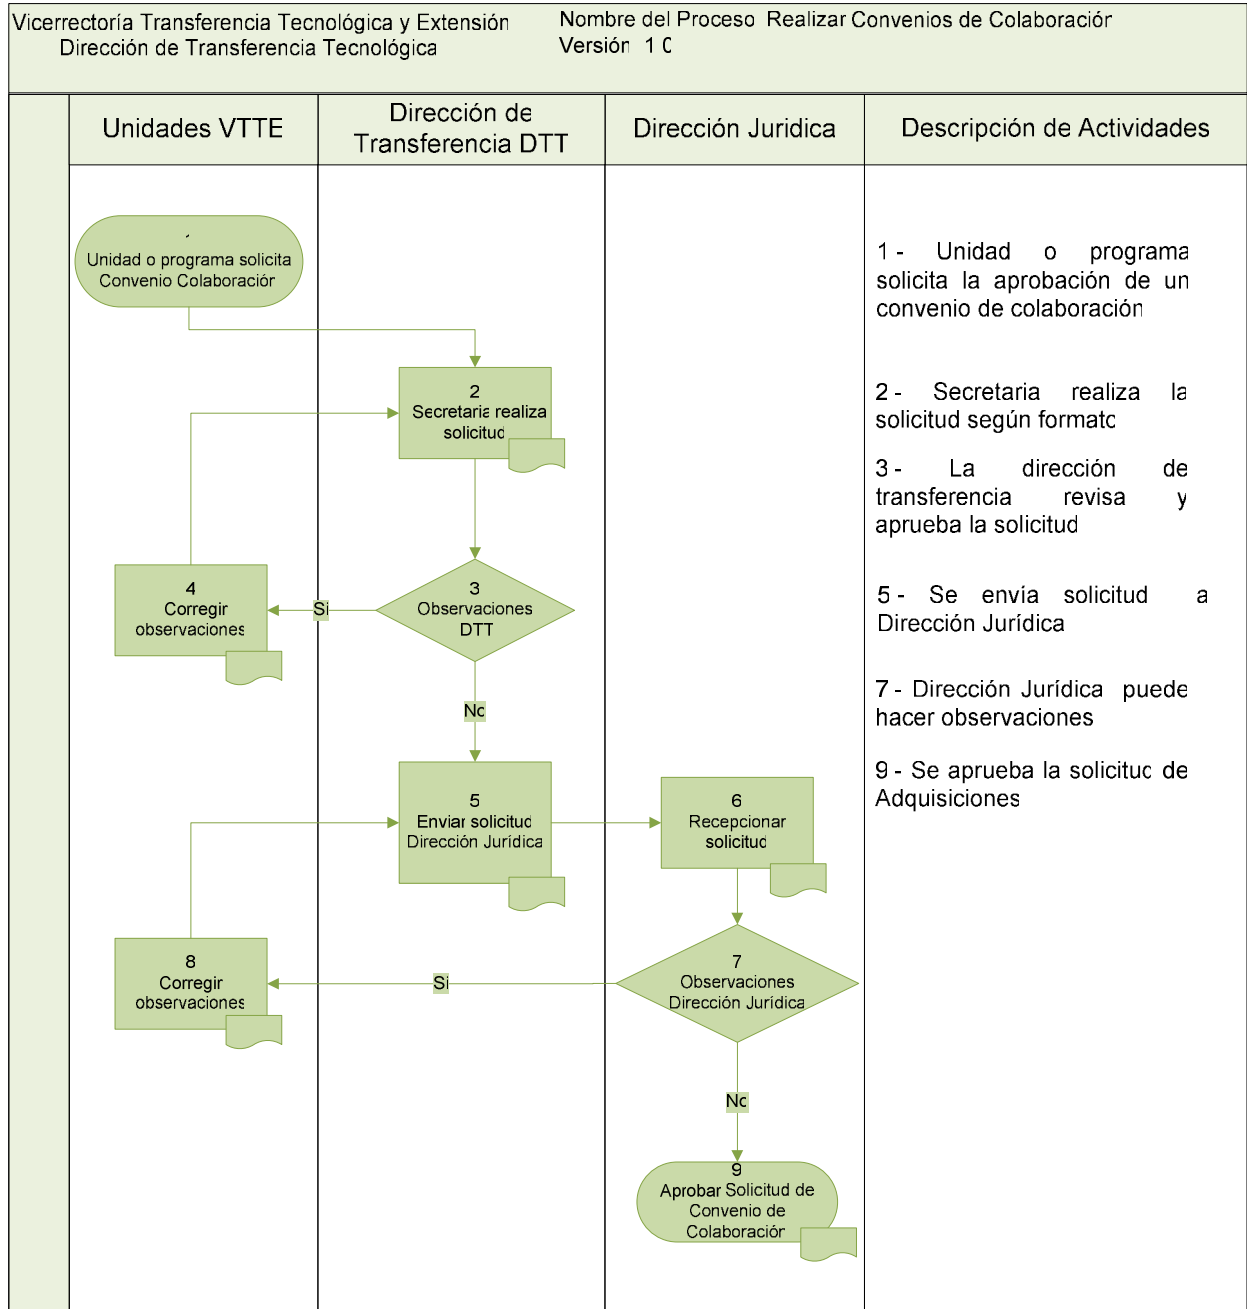 Vicerrectoría Transferencia Tecnológica y Extensión
Dirección de Transferencia Tecnológica
Nombre del Proceso Realizar Convenios de Colaboración
Versión 1 0
Unidades VTTE
Dirección de
Transferencia DTT
Dirección Juridica
Descripción de Actividades
Unidad o programa solicita
Convenio Colaboración
1 - Unidad o programa
solicita la aprobación de un
convenio de colaboración
2
Secretaria realiza
solicitud
2 - Secretaria realiza la
solicitud según formato
3 - La dirección de
transferencia revisa y
aprueba la solicitud
4
Corregir
observaciones
Si
3
Observaciones
DTT
5 - Se envía solicitud a
Dirección Jurídica
No
7 - Dirección Jurídica puede
hacer observaciones
5
Enviar solicitud
Dirección Jurídica
6
Recepcionar
solicitud
9 - Se aprueba la solicitud de
Adquisiciones
8
Corregir
observaciones
Si
7
Observaciones
Dirección Jurídica
No
9
Aprobar Solicitud de
Convenio de
Colaboración